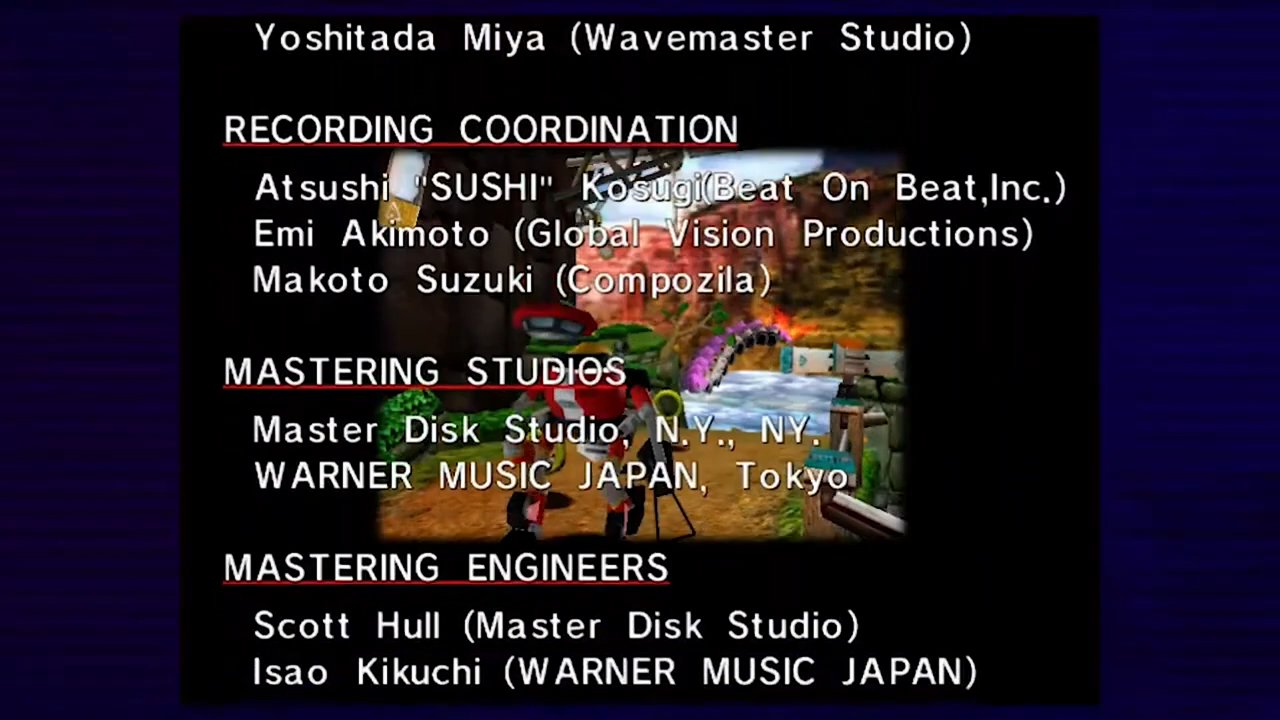 Yoshitada Miya (Wavemaster Studio)
RECORDING COORDINATION
Atsushi "SUSHI" Kosugi(Beat On Beat,Inc.)
Emi Akimoto (Global Vision Productions)
Makoto Suzuki (Compozila)
MASTERING STUDIOS
Master Disk Studio, N.Y., NY.
WARNER MUSIC JAPAN, Tokyo
MASTERING ENGINEERS
Scott Hull (Master Disk Studio)
Isao Kikuchi (WARNER MUSIC JAPAN)